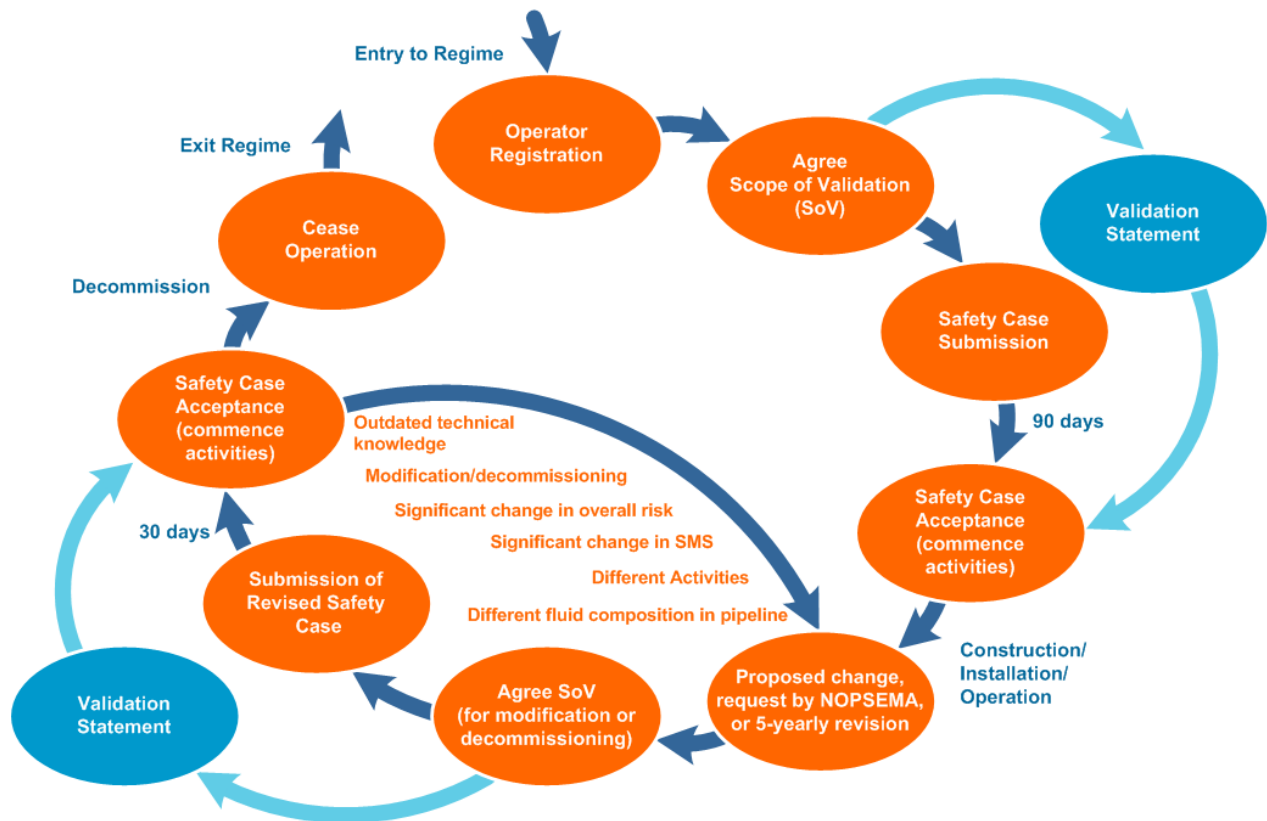 Entry to Regime
Operator
Registration
Agree
Scope of Validation
(SoV)
Validation
Statement
Safety Case
Submission
90 days
Safety Case
Acceptance
(commence
activities)
Construction/
Installation/
Operation
Proposed change,
request by NOPSEMA,
or 5-yearly revision
Agree SoV
(for modification or
decommissioning)
Validation
Statement
Submission of
Revised Safety
Case
30 days
Safety Case
Acceptance
(commence
activities)
Outdated technical
knowledge
Modification/decommissioning
Significant change in overall risk
Significant change in SMS
Different Activities
Different fluid composition in pipeline
Decommission
Cease
Operation
Exit Regime